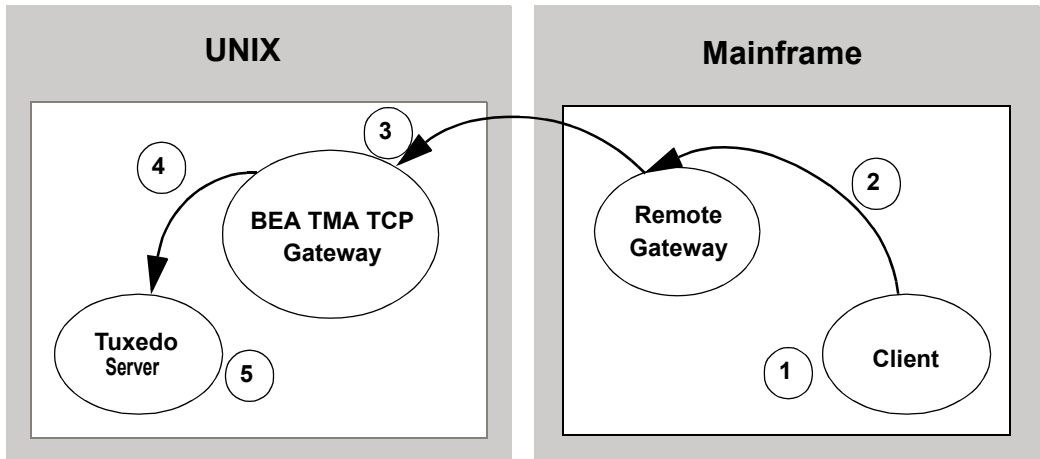 UNIX
Mainframe
3
4
2
BEA TMA TCP
Gateway
Remote
Gateway
Tuxedo
Server
5
1
Client